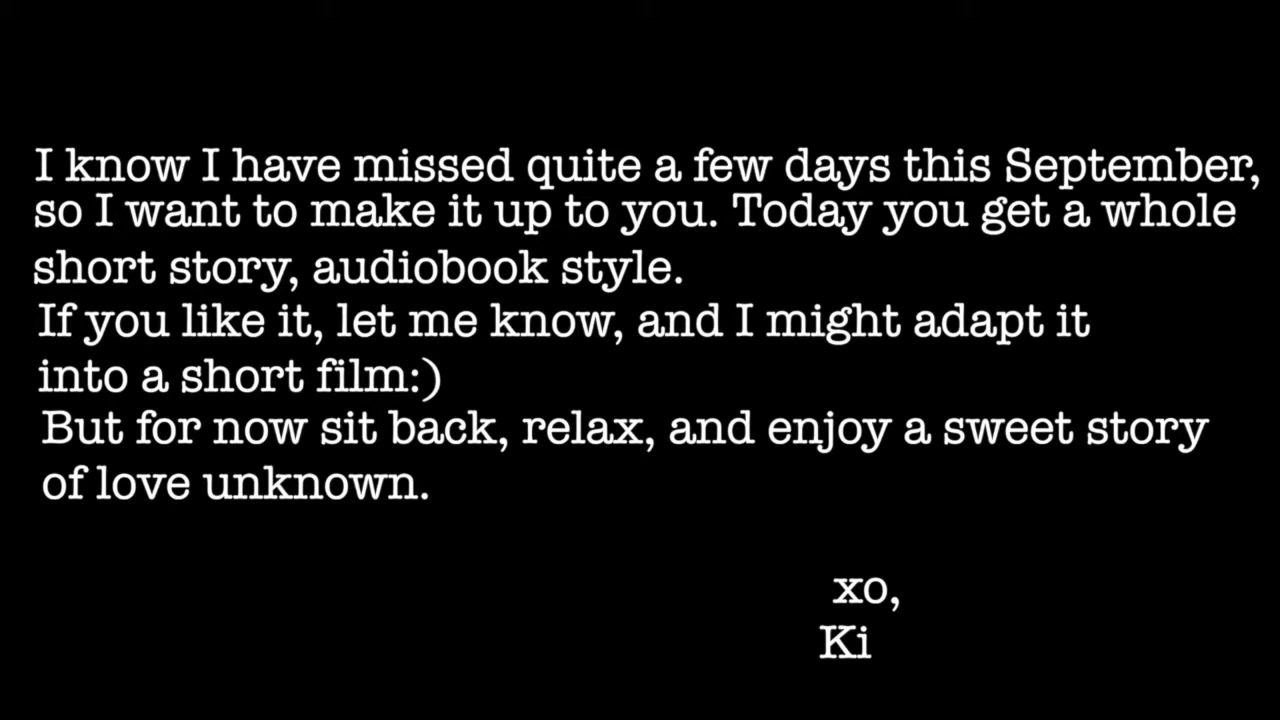 I know I have missed quite a few days this September,
so I want to make it up to you. Today you get a whole
short story, audiobook style.
If you like it, let me know, and I might adapt it
into a short film:)
But for now sit back, relax, and enjoy a sweet story
of love unknown.
xo,
Ki